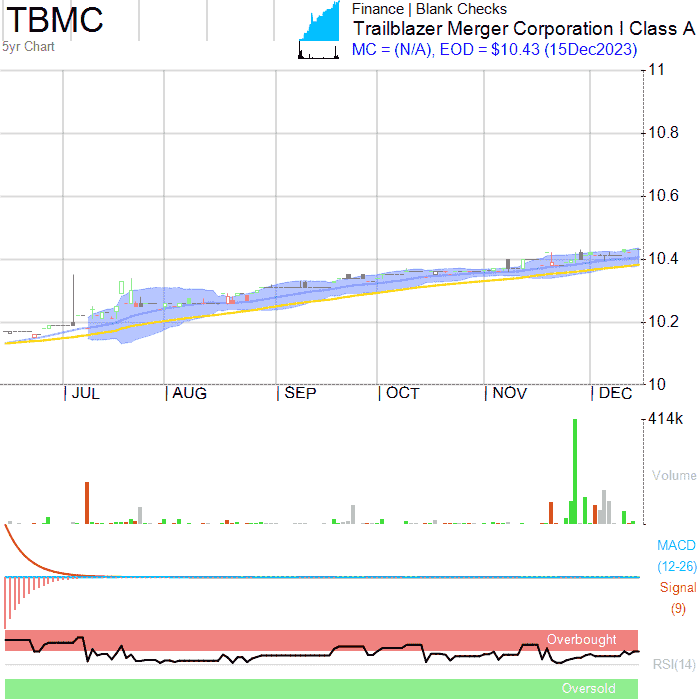 TBMC
5yr Chart
Finance | Blank Checks
Trailblazer Merger Corporation I Class A
MC = (N/A), EOD = $10.43 (15Dec2023)
11
10.8
10.6
10.4
10.2
10
JUL AUG SEP OCT NOV DEC
414k
Volume
MACD
(12-26)
Signal
(9)
Overbought
RSI(14)
Oversold